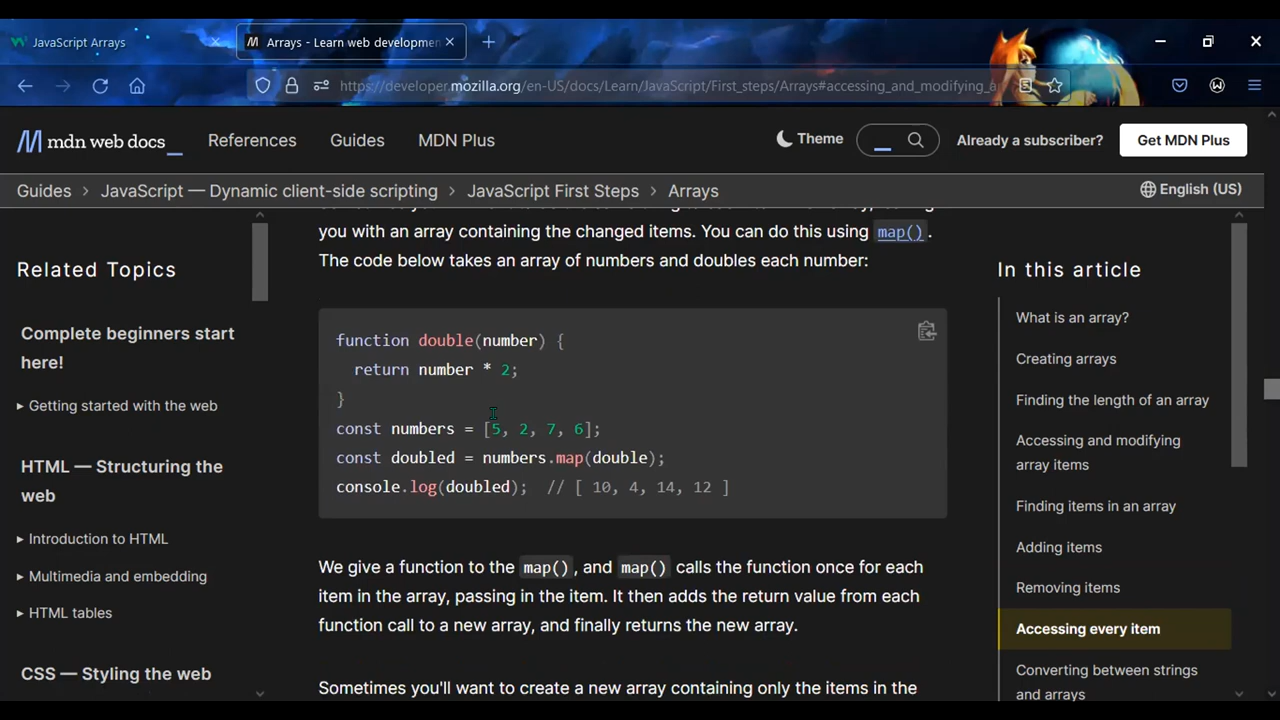 JavaScript Arrays
Arrays - Learn web developmen
https://developer.mozilla.org/en-US/docs/Learn/JavaScript/First_steps/Arrays#accessing_and_modifying_a
mdn web docs
References
Guides
MDN Plus
Theme
Already a subscriber?
Get MDN Plus
Guides > JavaScript — Dynamic client-side scripting > JavaScript First Steps > Arrays
English (US)
Related Topics
Complete beginners start
here!
▸ Getting started with the web
HTML — Structuring the
web
▸ Introduction to HTML
▸ Multimedia and embedding
▸ HTML tables
CSS — Styling the web
you with an array containing the changed items. You can do this using map().
The code below takes an array of numbers and doubles each number:
function double(number) {
  return number * 2;
}
const numbers = [5, 2, 7, 6];
const doubled = numbers.map(double);
console.log(doubled);  // [ 10, 4, 14, 12 ]
We give a function to the map(), and map() calls the function once for each
item in the array, passing in the item. It then adds the return value from each
function call to a new array, and finally returns the new array.
Sometimes you'll want to create a new array containing only the items in the
In this article
What is an array?
Creating arrays
Finding the length of an array
Accessing and modifying
array items
Finding items in an array
Adding items
Removing items
Accessing every item
Converting between strings
and arrays